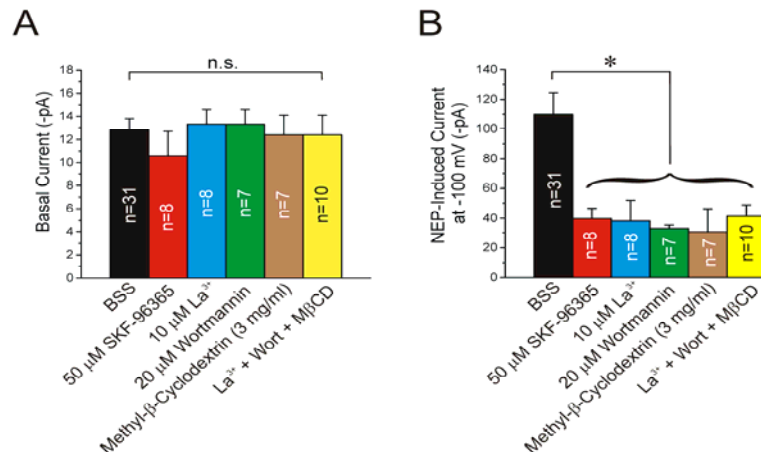 A
n.s.
18
16
14
12
10
8
6
4
2
0
Basal Current (-pA)
n=31
n=8
n=8
n=7
n=7
n=10
BSS
50 μM SKF-96365
10 μM La³⁺
20 μM Wortmannin
Methyl-β-Cyclodextrin (3 mg/ml)
La³⁺ + Wort + MβCD
B
*
140
120
100
80
60
40
20
0
NEP-Induced Current
at -100 mV (-pA)
n=31
n=8
n=8
n=7
n=7
n=10
BSS
50 μM SKF-96365
10 μM La³⁺
20 μM Wortmannin
Methyl-β-Cyclodextrin (3 mg/ml)
La³⁺ + Wort + MβCD